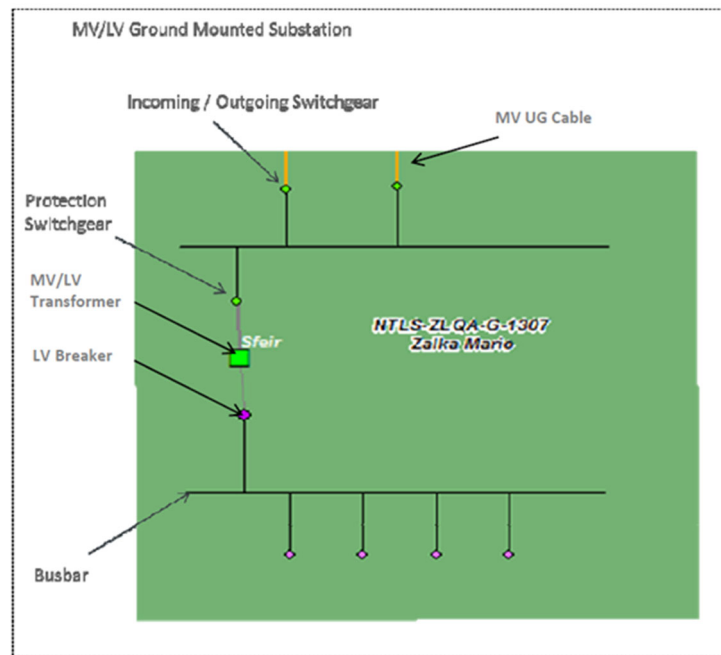 MV/LV Ground Mounted Substation
Incoming / Outgoing Switchgear
MV UG Cable
Protection
Switchgear
MV/LV
Transformer
Sfeir
NTLS-ZLQA-G-1307
Zalka Mario
LV Breaker
Busbar